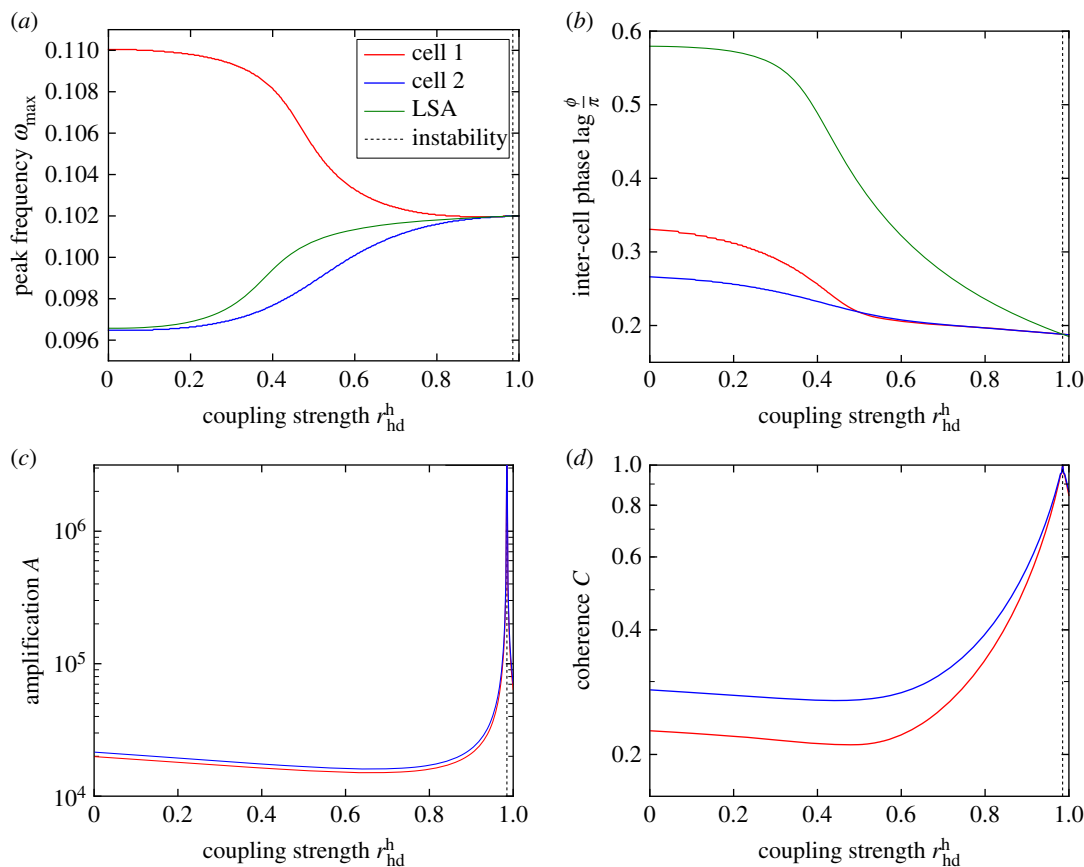 (a)
0.110
0.108
0.106
0.104
0.102
0.100
0.098
0.096
peak frequency ω_max
cell 1
cell 2
LSA
instability
0 0.2 0.4 0.6 0.8 1.0
coupling strength r^h_hd
(b)
0.6
0.5
0.4
0.3
0.2
inter-cell phase lag ϕ/π
0 0.2 0.4 0.6 0.8 1.0
coupling strength r^h_hd
(c)
10^6
10^5
10^4
amplification A
0 0.2 0.4 0.6 0.8 1.0
coupling strength r^h_hd
(d)
1.0
0.8
0.6
0.4
0.2
coherence C
0 0.2 0.4 0.6 0.8 1.0
coupling strength r^h_hd